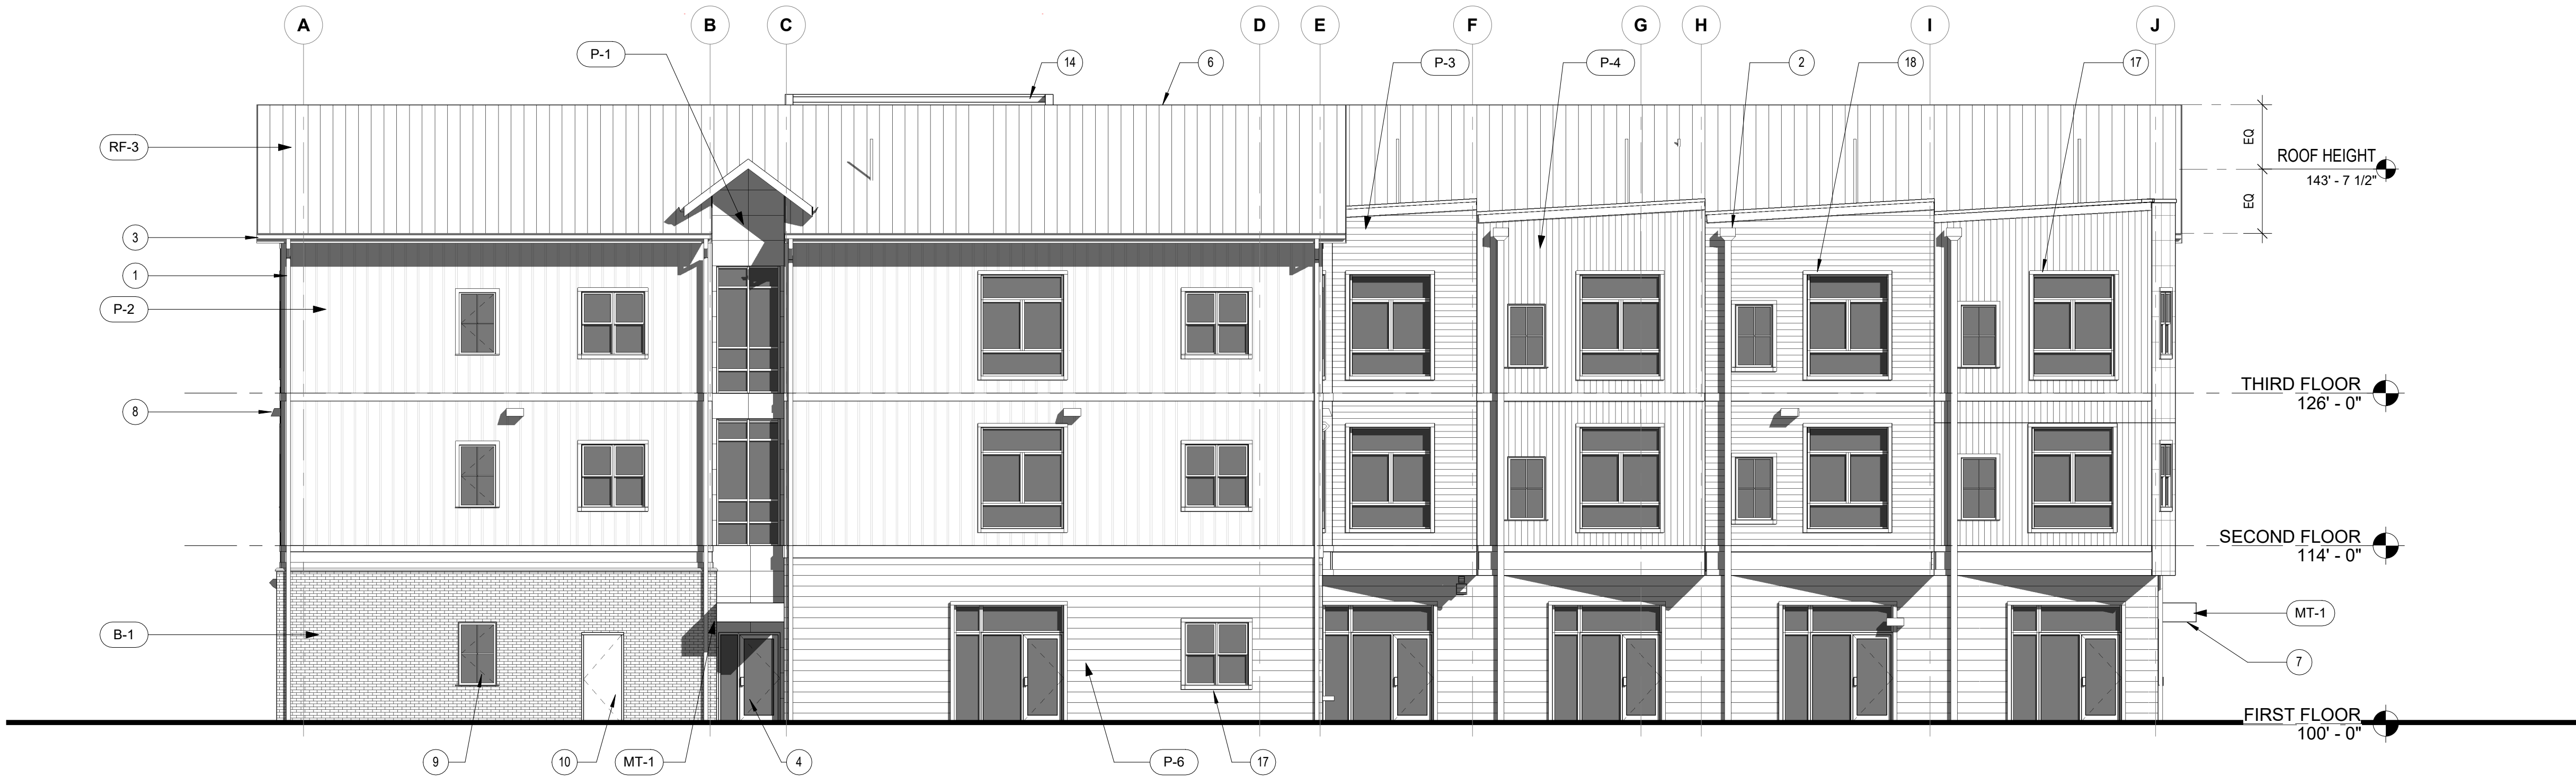 A
B
C
D
E
F
G
H
I
J
P-1
14
6
P-3
P-4
2
18
17
RF-3
EQ
ROOF HEIGHT
143' - 7 1/2"
EQ
3
1
P-2
THIRD FLOOR
126' - 0"
8
SECOND FLOOR
114' - 0"
B-1
MT-1
7
FIRST FLOOR
100' - 0"
9
10
MT-1
4
P-6
17